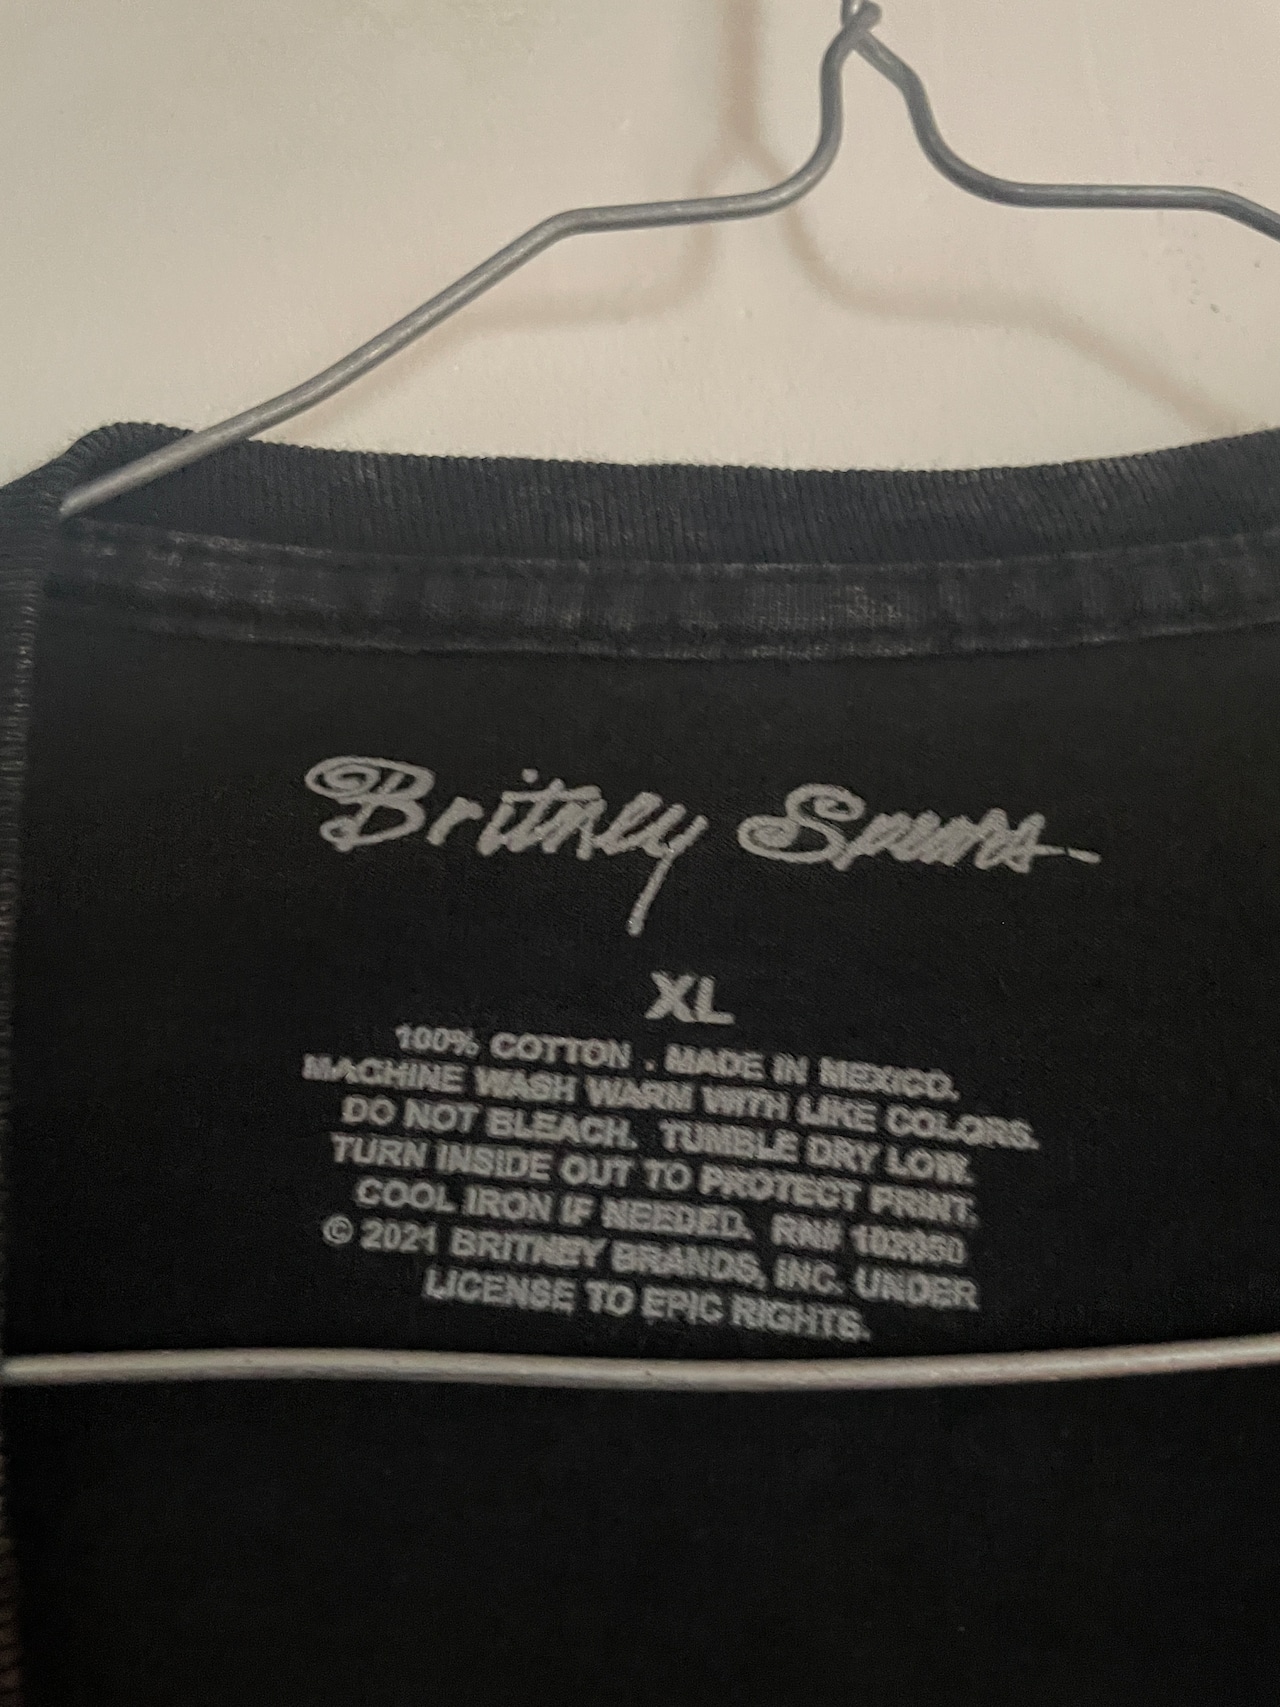 Britney Spears
XL
100% COTTON . MADE IN MEXICO.
MACHINE WASH WARM WITH LIKE COLORS.
DO NOT BLEACH. TUMBLE DRY LOW.
TURN INSIDE OUT TO PROTECT PRINT.
COOL IRON IF NEEDED. RN#
© 2021 BRITNEY BRANDS, INC. UNDER
LICENSE TO EPIC RIGHTS.